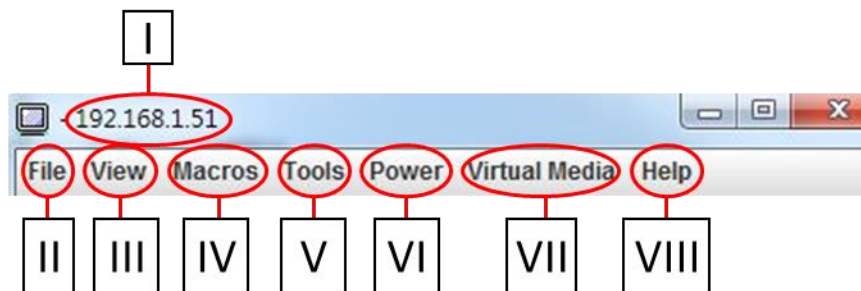 I
- 192.168.1.51
File View Macros Tools Power Virtual Media Help
II III IV V VI VII VIII